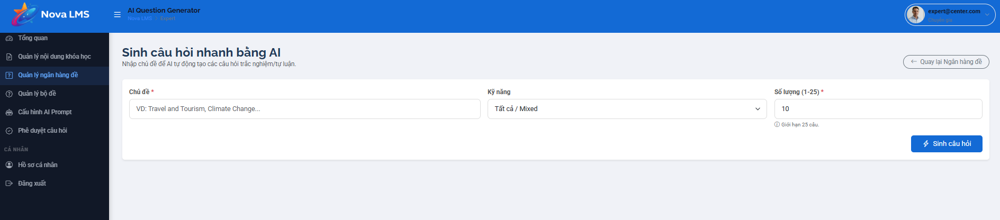 Nova LMS
AI Question Generator
Nova LMS > Expert
expert@center.com
Chuyên gia
Tổng quan
Quản lý nội dung khóa học
Quản lý ngân hàng đề
Quản lý bộ đề
Cấu hình AI Prompt
Phê duyệt câu hỏi
CÁ NHÂN
Hồ sơ cá nhân
Đăng xuất
Sinh câu hỏi nhanh bằng AI
Nhập chủ đề để AI tự động tạo các câu hỏi trắc nghiệm/tự luận.
← Quay lại Ngân hàng đề
Chủ đề *
VD: Travel and Tourism, Climate Change...
Kỹ năng
Tất cả / Mixed
Số lượng (1-25) *
10
Giới hạn 25 câu.
Sinh câu hỏi